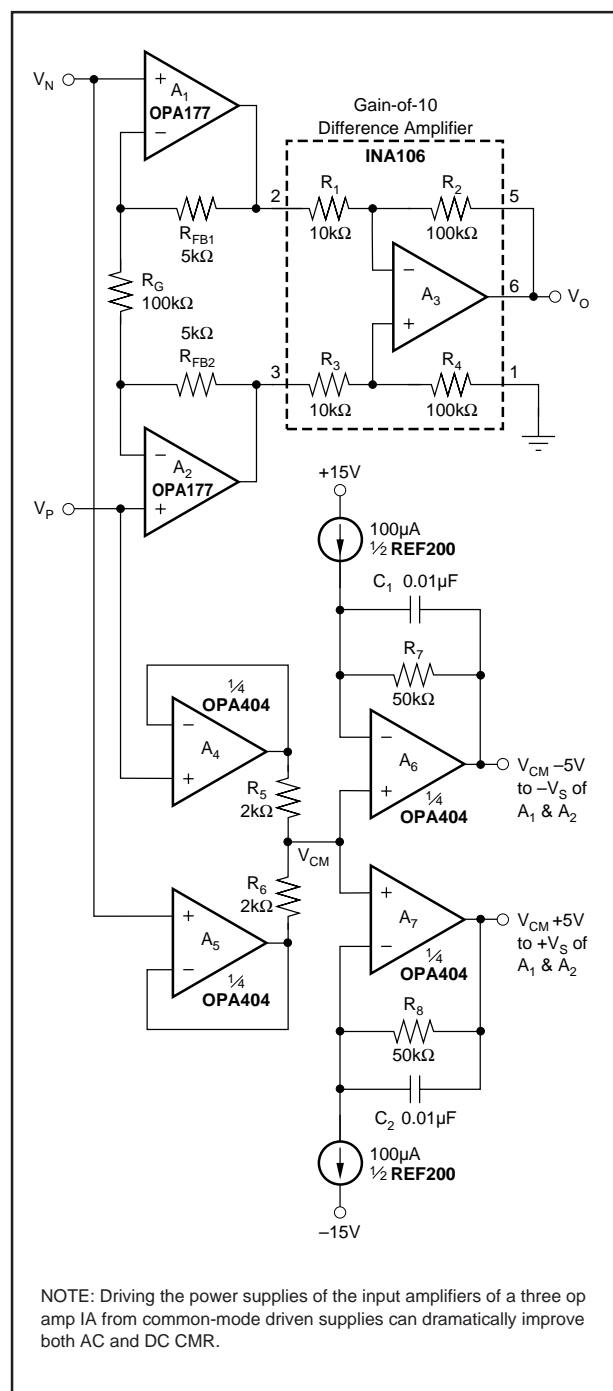 V_N
A_1
OPA177
Gain-of-10
Difference Amplifier
INA106
R_FB1
5kΩ
2
R_1
10kΩ
R_2
100kΩ
5
R_G
100kΩ
A_3
6
V_O
5kΩ
R_FB2
3
R_3
10kΩ
R_4
100kΩ
1
A_2
OPA177
V_P
+15V
100µA
½ REF200
C_1 0.01µF
R_7
50kΩ
¼
OPA404
A_4
R_5
2kΩ
A_6
¼
OPA404
V_CM –5V
to –V_S of
A_1 & A_2
V_CM
R_6
2kΩ
A_5
¼
OPA404
A_7
¼
OPA404
V_CM +5V
to +V_S of
A_1 & A_2
R_8
50kΩ
C_2 0.01µF
100µA
½ REF200
–15V
NOTE: Driving the power supplies of the input amplifiers of a three op
amp IA from common-mode driven supplies can dramatically improve
both AC and DC CMR.